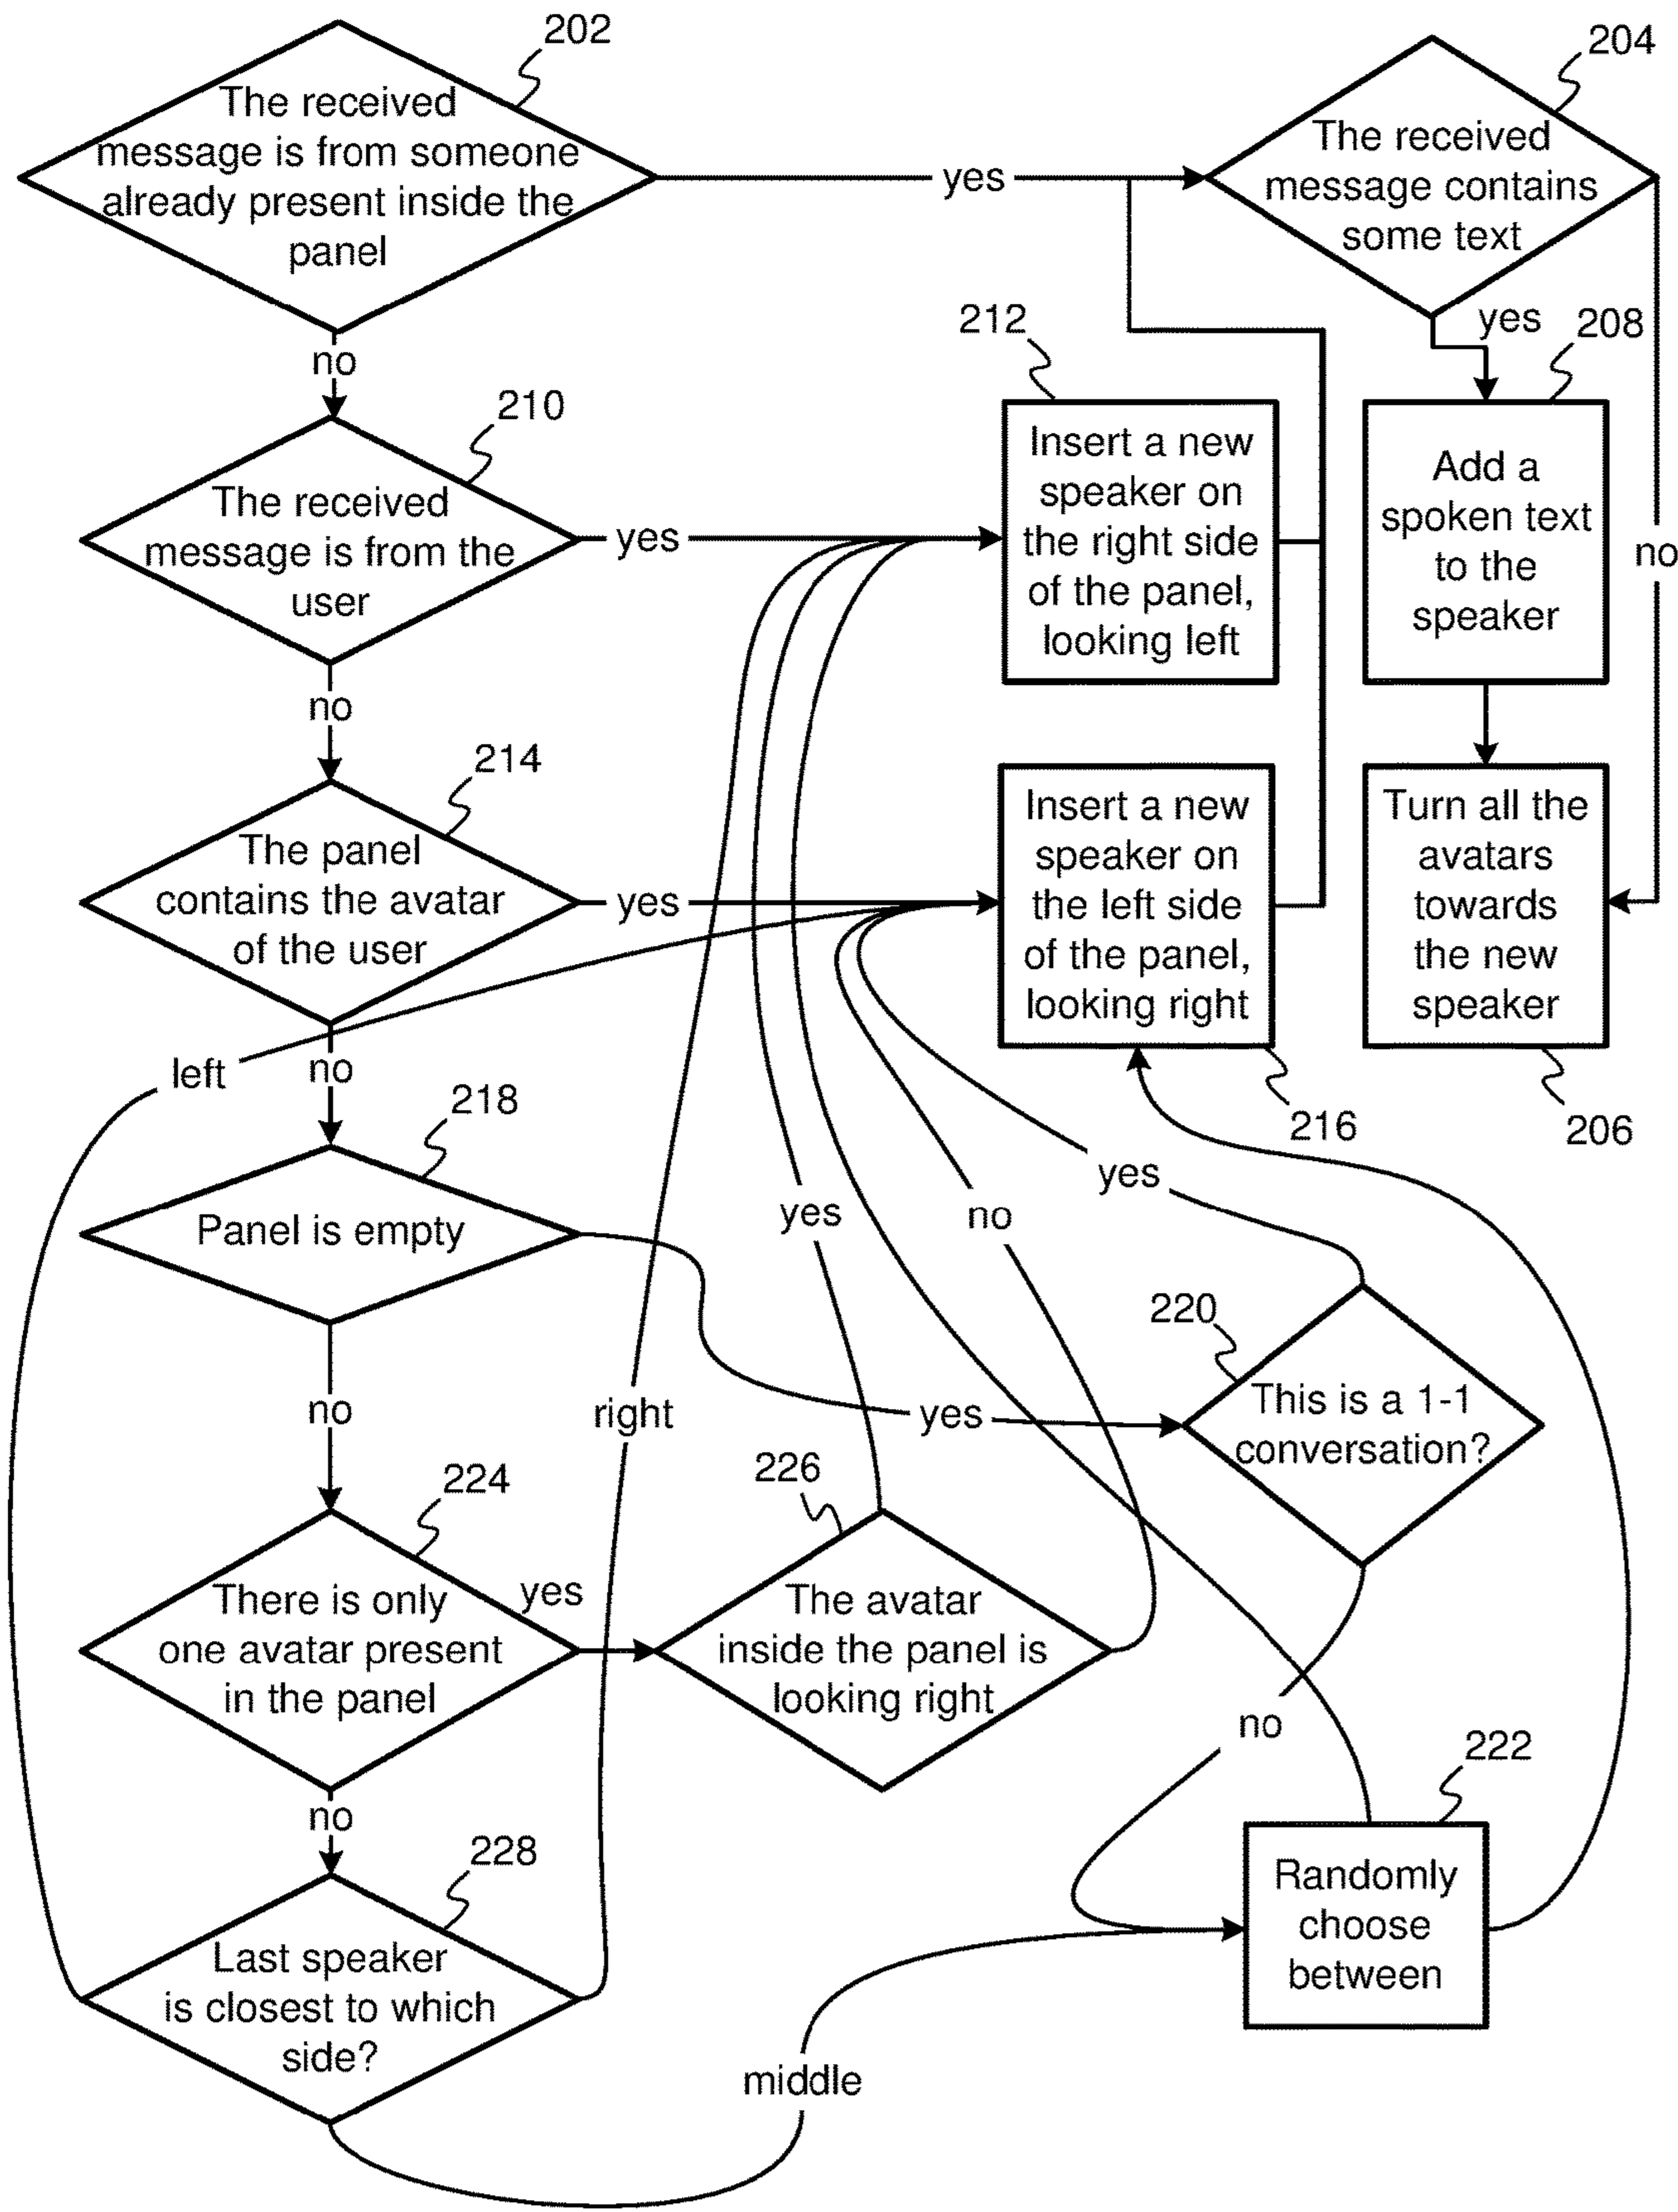 202
The received
message is from someone
already present inside the
panel
yes
204
The received
message contains
some text
no
yes
208
212
210
The received
message is from the
user
yes
Insert a new
speaker on
the right side
of the panel,
looking left
Add a
spoken text
to the
speaker
no
no
214
The panel
contains the avatar
of the user
yes
Insert a new
speaker on
the left side
of the panel,
looking right
Turn all the
avatars
towards
the new
speaker
left
no
218
216
206
Panel is empty
yes
no
yes
220
This is a 1-1
conversation?
no
right
yes
224
226
There is only
one avatar present
in the panel
yes
The avatar
inside the panel is
looking right
no
222
no
228
Last speaker
is closest to which
side?
Randomly
choose
between
middle